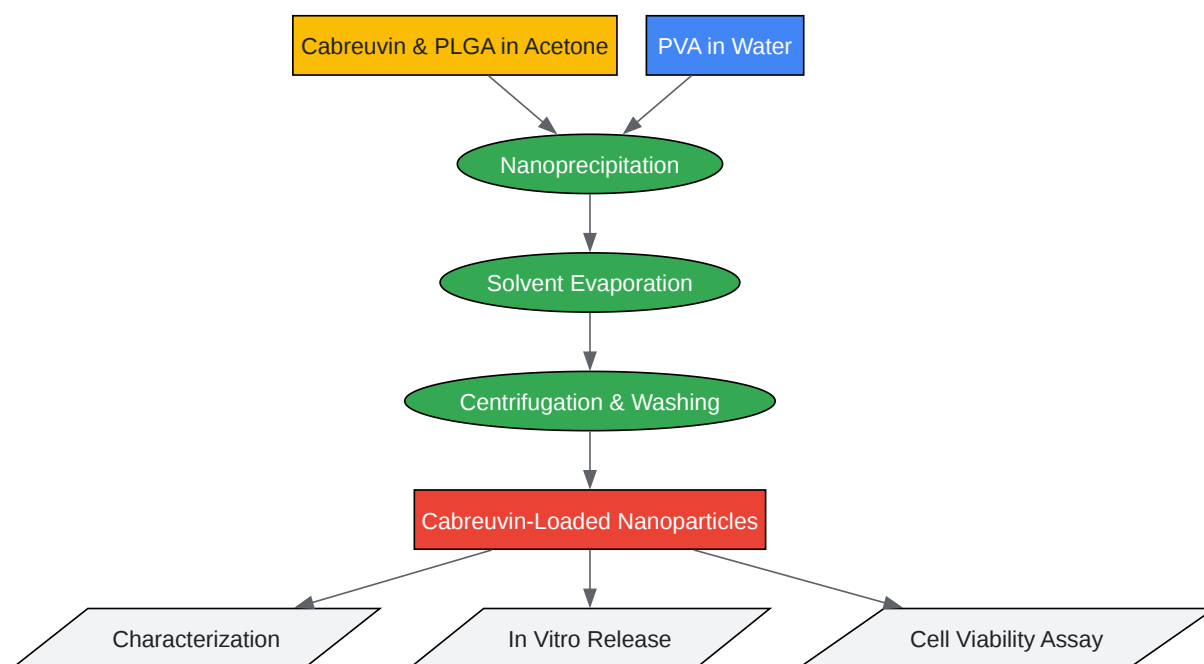 Cabreuvin & PLGA in Acetone
PVA in Water
Nanoprecipitation
Solvent Evaporation
Centrifugation & Washing
Cabreuvin-Loaded Nanoparticles
Characterization
In Vitro Release
Cell Viability Assay